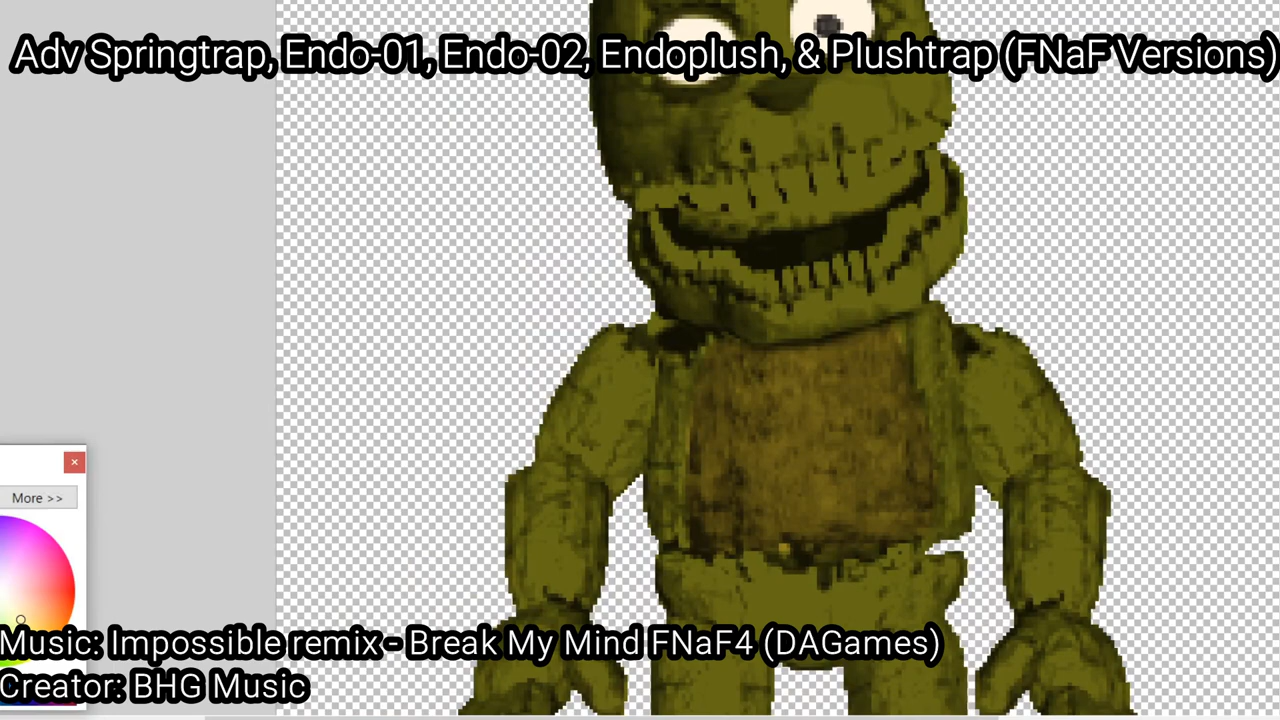 Adv Springtrap, Endo-01, Endo-02, Endoplush, & Plushtrap (FNaF Versions)
More >>
Music: Impossible remix - Break My Mind FNaF4 (DAGames)
Creator: BHG Music